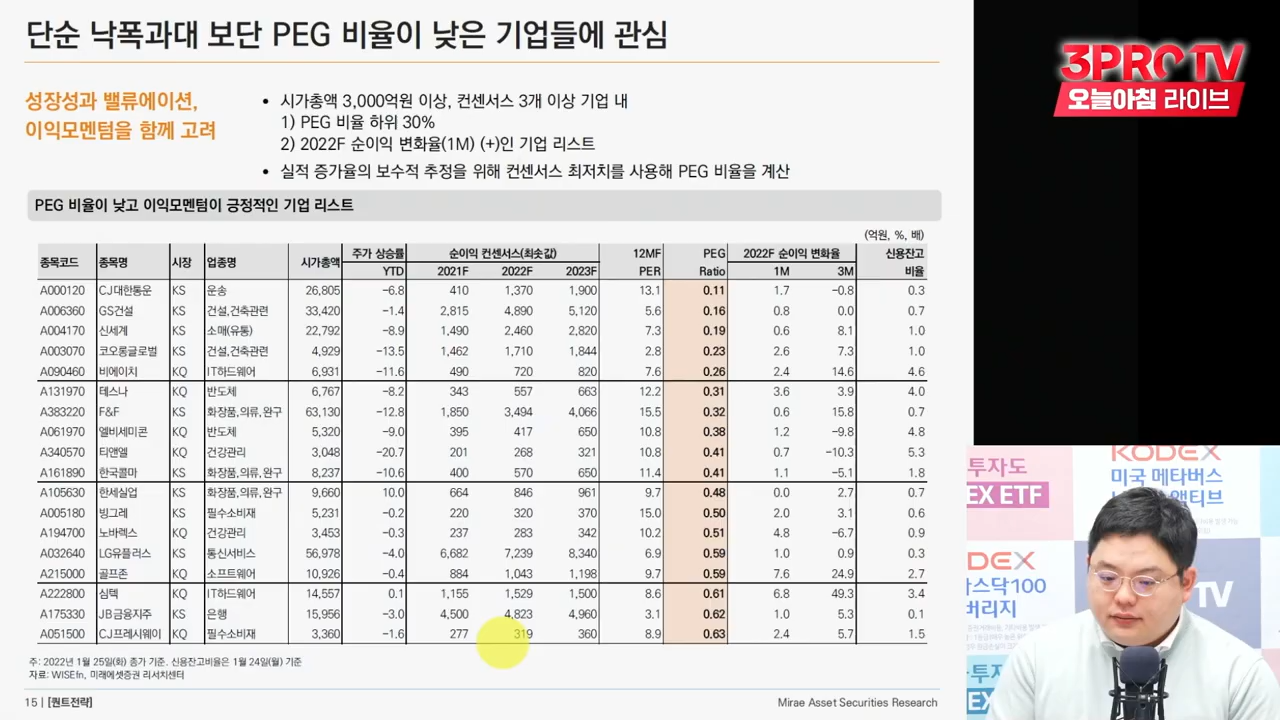 단순 낙폭과대 보단 PEG 비율이 낮은 기업들에 관심
성장성과 밸류에이션,
이익모멘텀을 함께 고려
• 시가총액 3,000억원 이상, 컨센서스 3개 이상 기업 내
1) PEG 비율 하위 30%
2) 2022F 순이익 변화율(1M) (+)인 기업 리스트
• 실적 증가율의 보수적 추정을 위해 컨센서스 최저치를 사용해 PEG 비율을 계산
PEG 비율이 낮고 이익모멘텀이 긍정적인 기업 리스트
(억원, %, 배)
종목코드 종목명 시장 업종명 시가총액 주가 상승률 YTD 순이익 컨센서스(최솟값) 2021F 2022F 2023F 12MF PER PEG Ratio 2022F 순이익 변화율 1M 3M 신용잔고 비율
A000120 CJ대한통운 KS 운송 26,805 −6.8 410 1,370 1,900 13.1 0.11 1.7 −0.8 0.3
A006360 GS건설 KS 건설,건축관련 33,420 −1.4 2,815 4,890 5,120 5.6 0.16 0.8 0.0 0.7
A004170 신세계 KS 소매(유통) 22,792 −8.9 1,490 2,460 2,820 7.3 0.19 0.6 8.1 1.0
A003070 코오롱글로벌 KS 건설,건축관련 4,929 −13.5 1,462 1,710 1,844 2.8 0.23 2.6 7.3 1.0
A090460 비에이치 KQ IT하드웨어 6,931 −11.6 490 720 820 7.6 0.26 2.4 14.6 4.6
A131970 테스나 KQ 반도체 6,767 −8.2 343 557 663 12.2 0.31 3.6 3.9 4.0
A383220 F&F KS 화장품,의류,완구 63,130 −12.8 1,850 3,494 4,066 15.5 0.32 0.6 15.8 0.7
A061970 엘비세미콘 KQ 반도체 5,320 −9.0 395 417 650 10.8 0.38 1.2 −9.8 4.8
A340570 티앤엘 KQ 건강관리 3,048 −20.7 201 268 321 10.8 0.41 0.7 −10.3 5.3
A161890 한국콜마 KS 화장품,의류,완구 9,237 −10.6 400 570 650 11.4 0.41 1.1 −5.1 1.8
A105630 한세실업 KS 화장품,의류,완구 9,660 10.0 664 846 961 9.7 0.48 0.0 2.7 0.7
A005180 빙그레 KS 필수소비재 5,231 −0.2 220 320 370 15.0 0.50 2.0 3.1 0.6
A194700 노바렉스 KQ 건강관리 3,453 −0.3 237 283 342 10.2 0.51 4.8 −6.7 0.9
A032640 LG유플러스 KS 통신서비스 56,978 −4.0 6,682 7,239 8,340 6.9 0.59 1.0 0.9 0.3
A215000 골프존 KQ 소프트웨어 10,926 −0.4 884 1,043 1,198 9.7 0.59 7.6 24.9 2.7
A222800 심텍 KQ IT하드웨어 14,557 0.1 1,155 1,529 1,500 8.6 0.61 6.8 49.3 3.4
A175330 JB금융지주 KS 은행 15,956 −3.0 4,500 4,823 4,960 3.1 0.62 1.0 5.3 0.1
A051500 CJ프레시웨이 KQ 필수소비재 3,360 −1.6 277 319 360 8.9 0.63 2.4 5.7 1.5
주: 2022년 1월 25일(화) 종가 기준. 신용잔고비율은 1월 24일(월) 기준
자료: WISEfn, 미래에셋증권 리서치센터
15 | [퀀트전략]
Mirae Asset Securities Research
3PROTV
오늘아침 라이브
투자도
EX ETF
KODEX
미국 메타버스
액티브
DEX
스닥100
버리지
TV
투자
EX